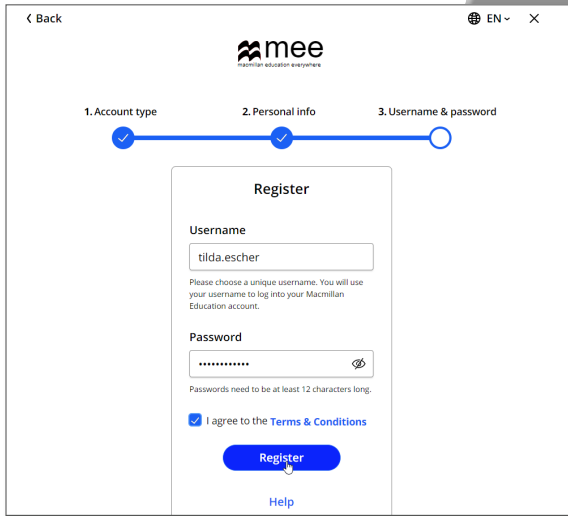 Back
EN
mee
macmillan education everywhere
1. Account type
2. Personal info
3. Username & password
Register
Username
tilda.escher
Please choose a unique username. You will use
your username to log into your Macmillan
Education account.
Password
••••••••••••
Passwords need to be at least 12 characters long.
I agree to the Terms & Conditions
Register
Help